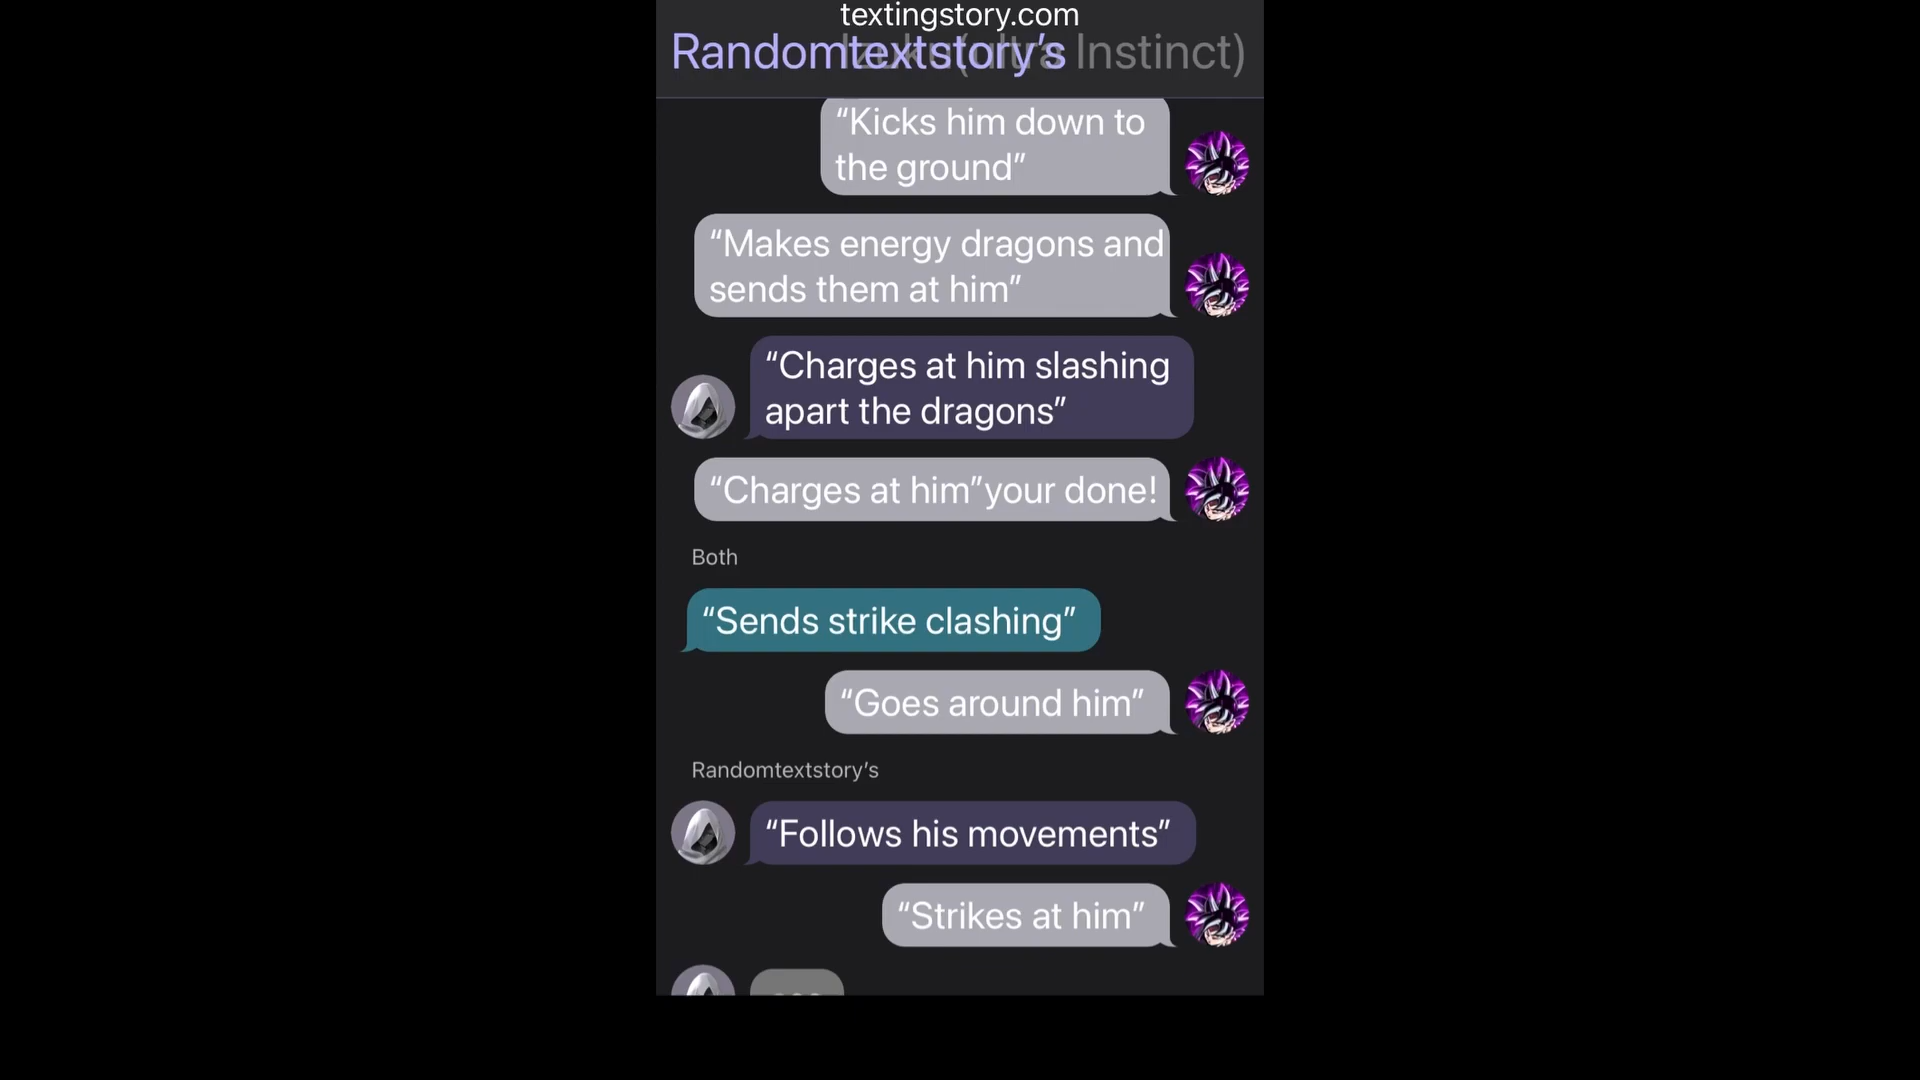 textingstory.com
Randomtextstory’s
Izuku(ultra Instinct)
“Kicks him down to
the ground”
“Makes energy dragons and
sends them at him”
“Charges at him slashing
apart the dragons”
“Charges at him”your done!
Both
“Sends strike clashing”
“Goes around him”
Randomtextstory’s
“Follows his movements”
“Strikes at him”